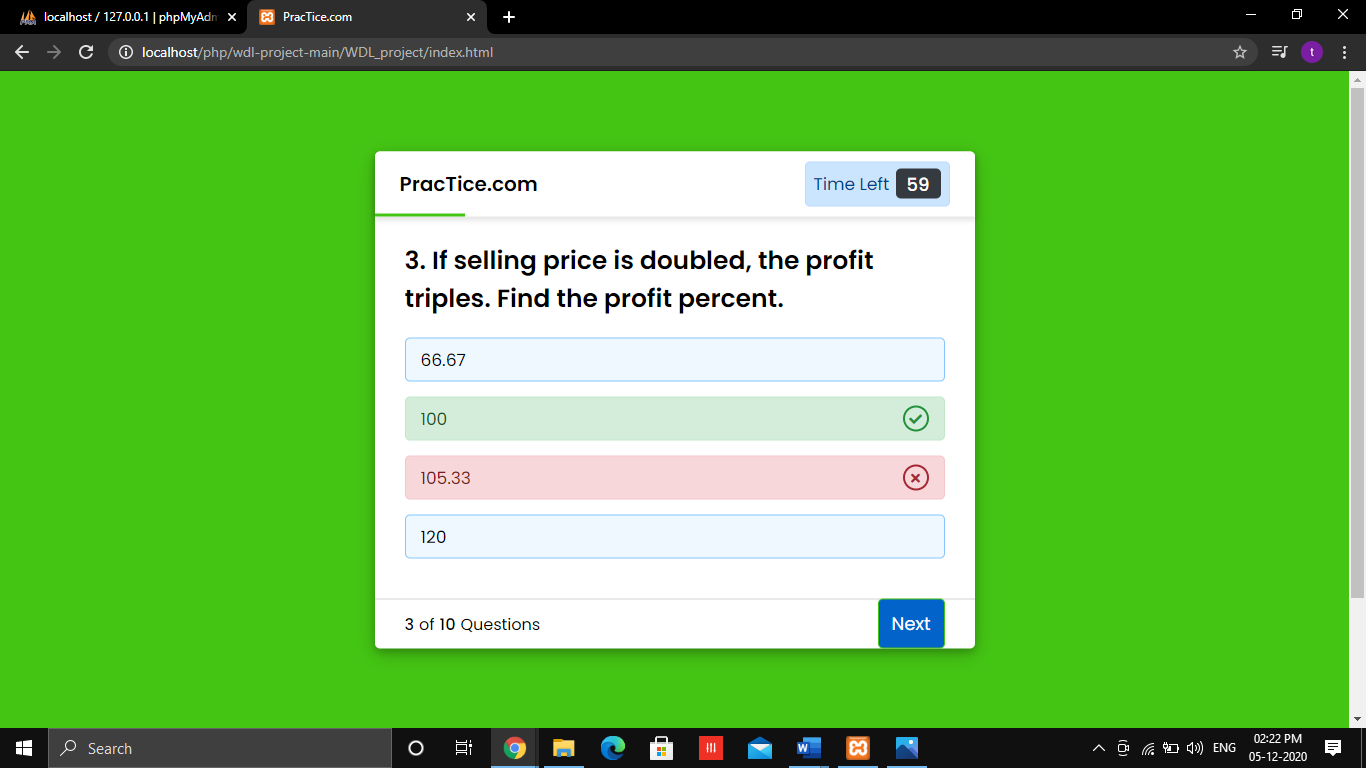 localhost / 127.0.0.1 | phpMyAdm
PracTice.com
localhost/php/wdl-project-main/WDL_project/index.html
t
PracTice.com
Time Left 59
3. If selling price is doubled, the profit
triples. Find the profit percent.
66.67
100
105.33
120
3 of 10 Questions
Next
Search
ENG
02:22 PM
05-12-2020